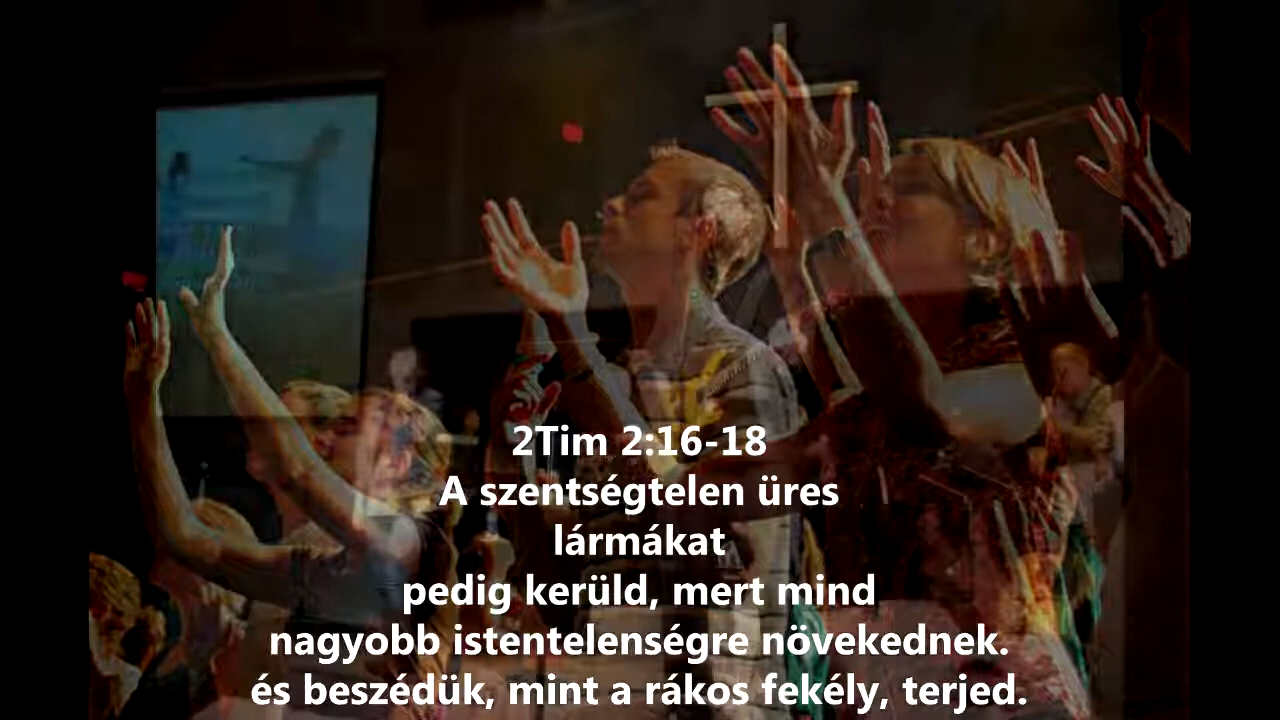 2Tim 2:16-18
A szentségtelen üres
lármákat
pedig kerüld, mert mind
nagyobb istentelenségre növekednek.
és beszédük, mint a rákos fekély, terjed.